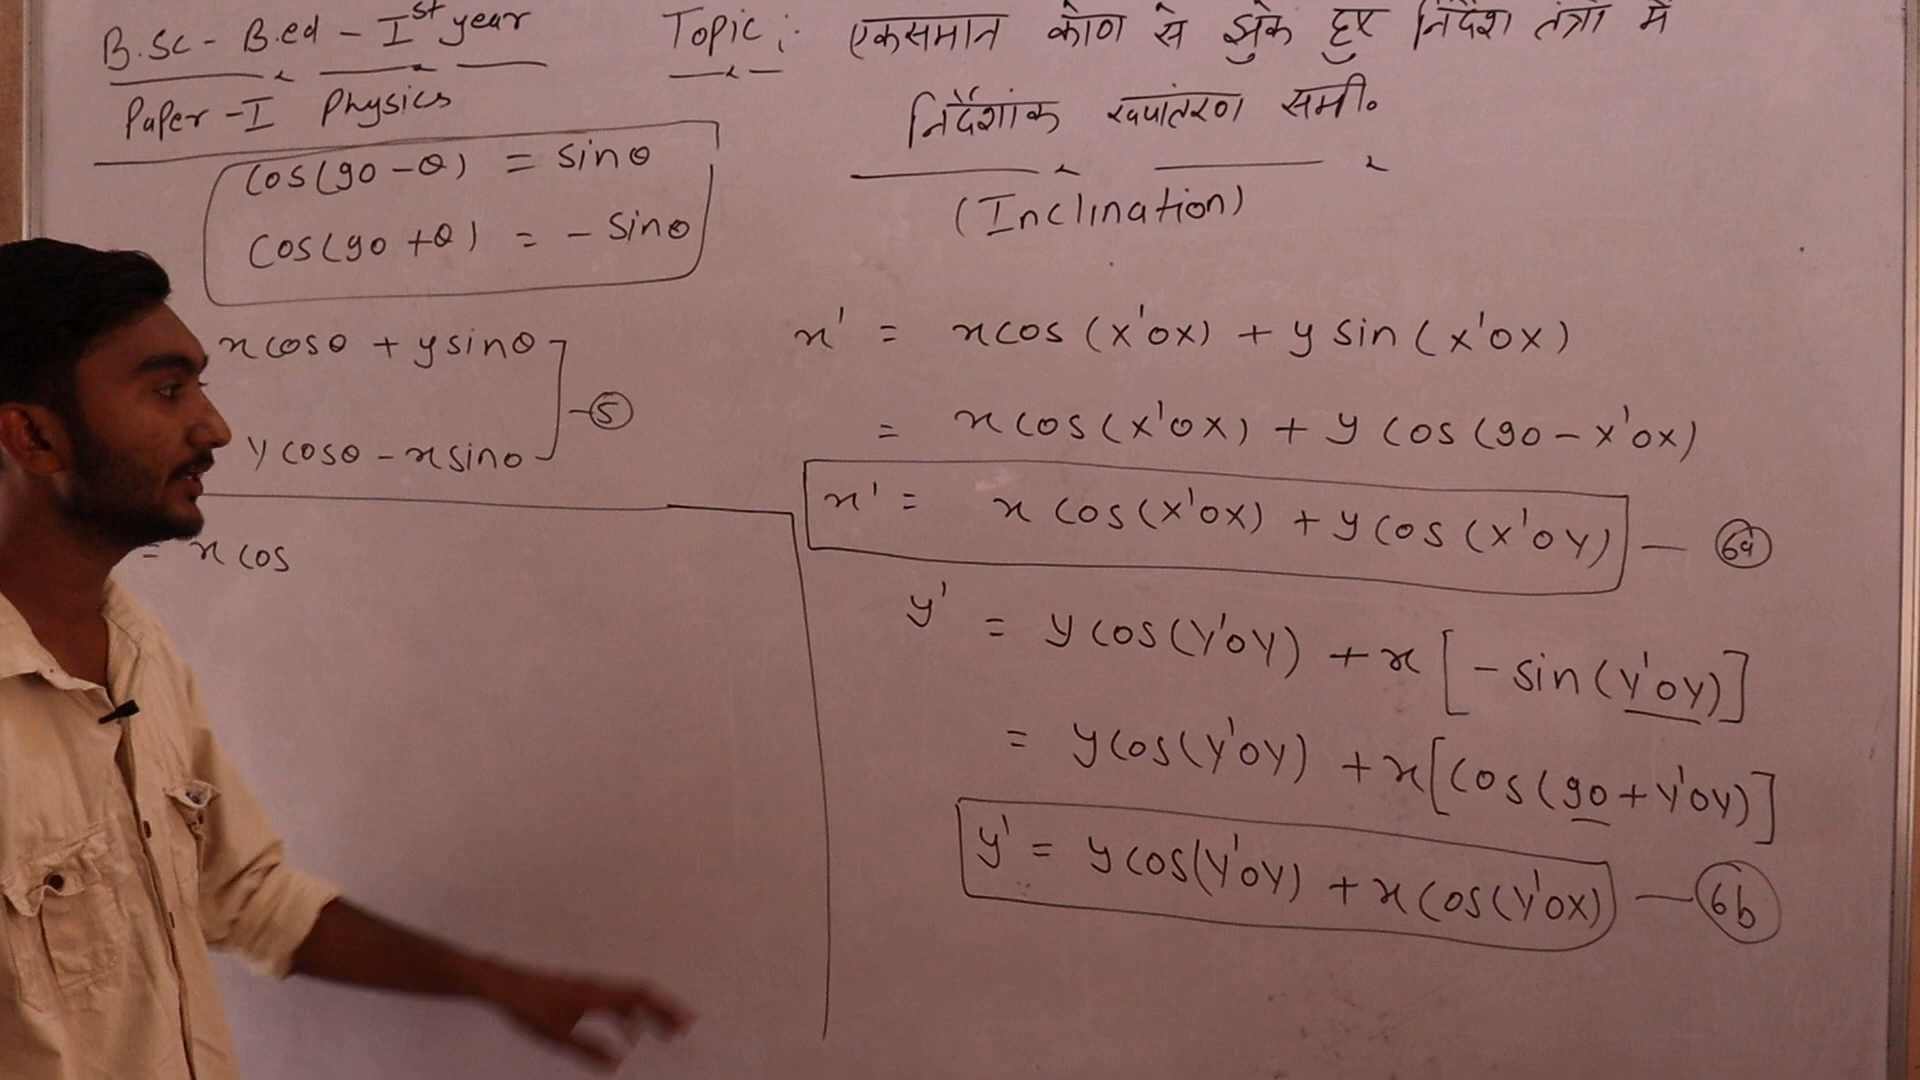 B.Sc - B.ed - Ist year
Paper - I Physics
Topic :- एकसमान कोण से झुके हुए निर्देश तंत्रो में
निर्देशांक रूपांतरण समी०
(Inclination)
cos(90 - θ) = sinθ
cos(90 + θ) = - sinθ
x cosθ + y sinθ
y cosθ - x sinθ
- 5
= x cos
x' = x cos (X'OX) + y sin (X'OX)
= x cos (X'OX) + y cos (90 - X'OX)
x' = x cos (X'OX) + y cos (X'OY) — 6a
y' = y cos (Y'OY) + x [- sin (Y'OY)]
= y cos (Y'OY) + x [cos (90 + Y'OY)]
y' = y cos (Y'OY) + x cos (Y'OX) — 6b